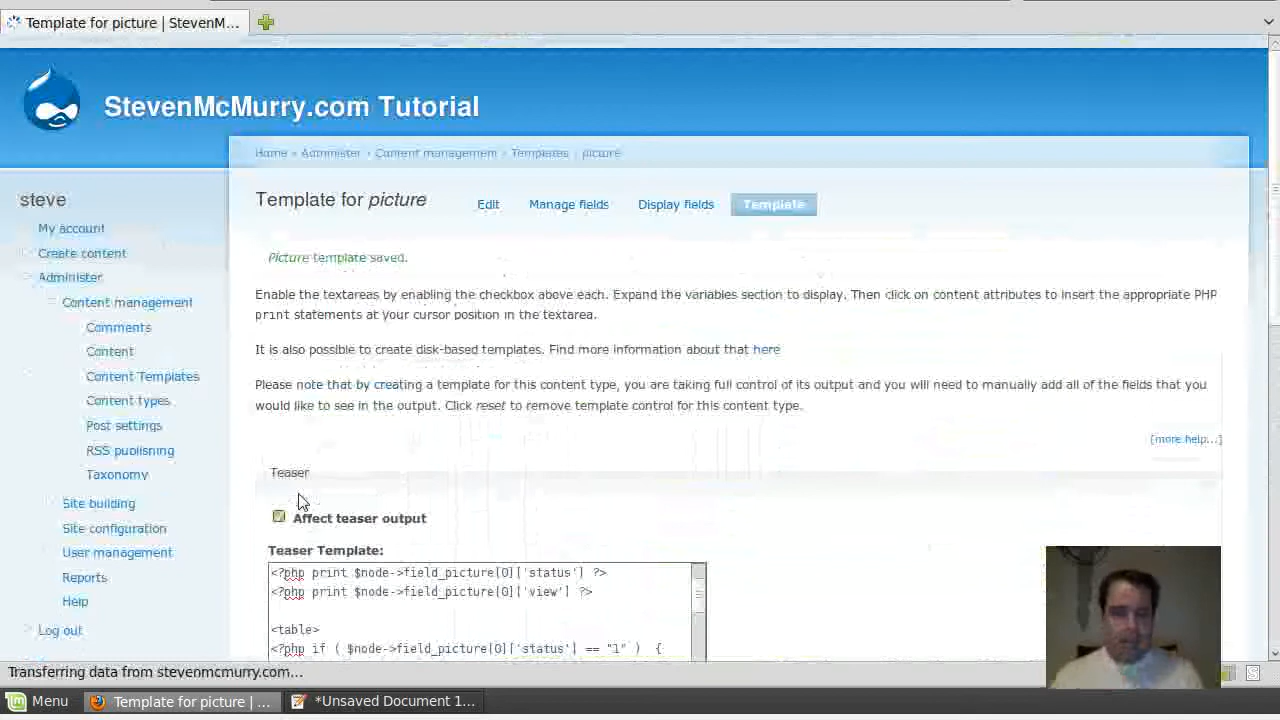 Template for picture | StevenM...
StevenMcMurry.com Tutorial
Home » Administer » Content management » Templates » picture
steve
My account
Create content
Administer
Content management
Comments
Content
Content Templates
Content types
Post settings
RSS publishing
Taxonomy
Site building
Site configuration
User management
Reports
Help
Log out
Template for picture Edit Manage fields Display fields Template
Picture template saved.
Enable the textareas by enabling the checkbox above each. Expand the variables section to display. Then click on content attributes to insert the appropriate PHP
print statements at your cursor position in the textarea.
It is also possible to create disk-based templates. Find more information about that here
Please note that by creating a template for this content type, you are taking full control of its output and you will need to manually add all of the fields that you
would like to see in the output. Click reset to remove template control for this content type.
[more help...]
Teaser
Affect teaser output
Teaser Template:
<?php print $node->field_picture[0]['status'] ?>
<?php print $node->field_picture[0]['view'] ?>
<table>
<?php if ( $node->field_picture[0]['status'] == "1" ) {
Transferring data from stevenmcmurry.com...
Menu Template for picture | ... *Unsaved Document 1...